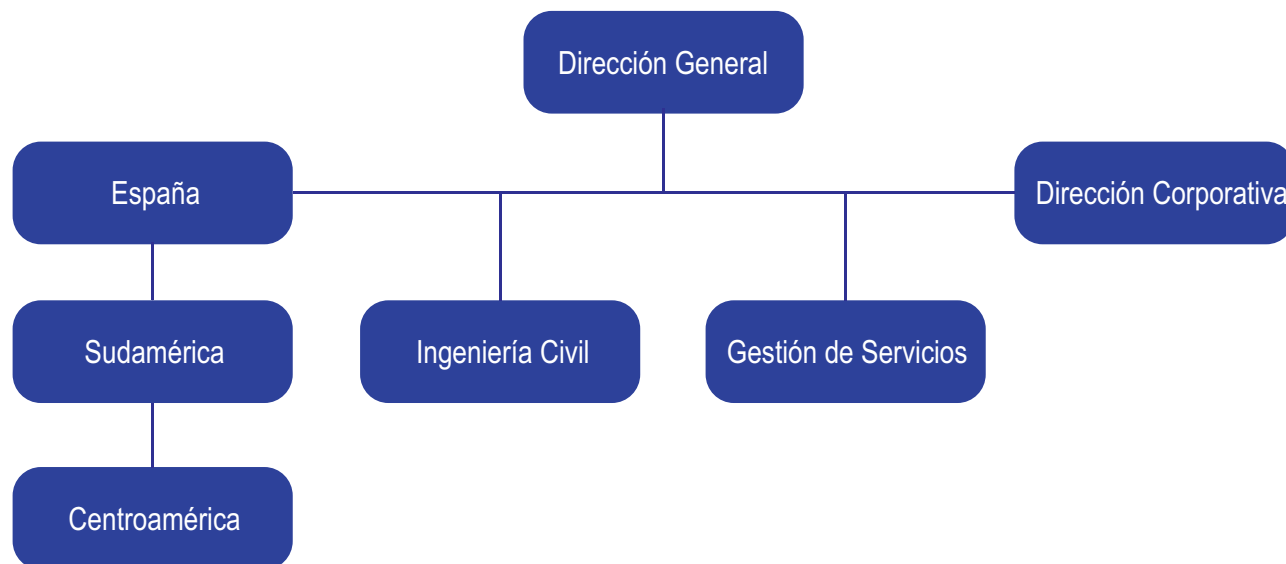 Dirección General
España
Dirección Corporativa
Sudamérica
Ingeniería Civil
Gestión de Servicios
Centroamérica